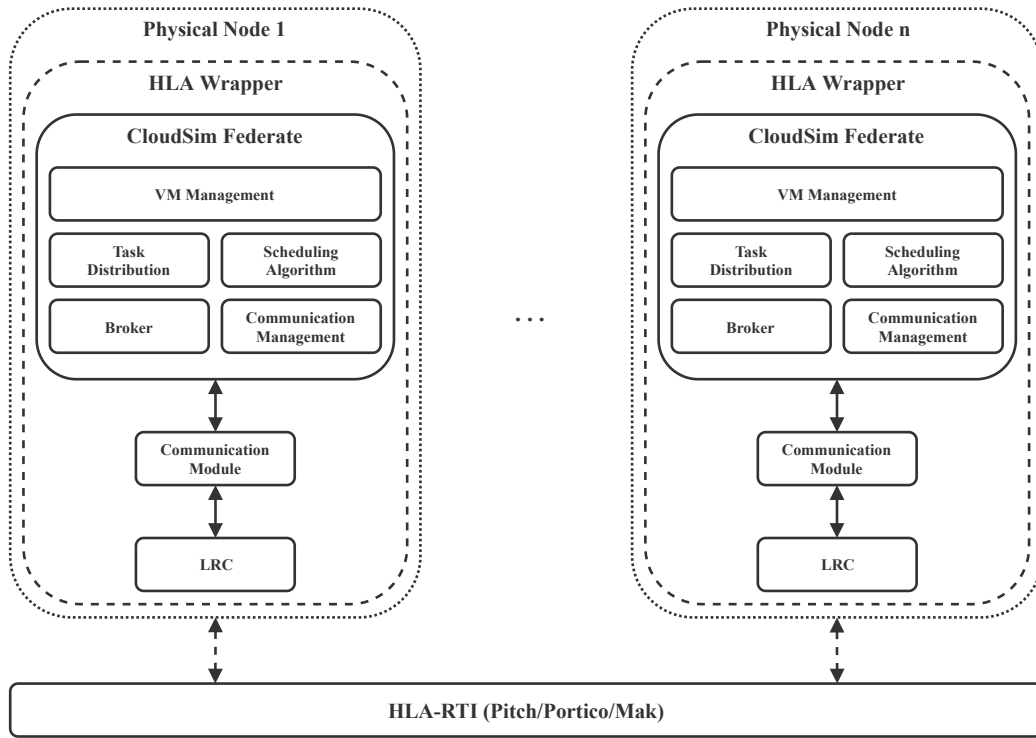 Physical Node 1
HLA Wrapper
CloudSim Federate
VM Management
Task
Distribution
Scheduling
Algorithm
Broker
Communication
Management
Communication
Module
LRC
...
Physical Node n
HLA Wrapper
CloudSim Federate
VM Management
Task
Distribution
Scheduling
Algorithm
Broker
Communication
Management
Communication
Module
LRC
HLA-RTI (Pitch/Portico/Mak)